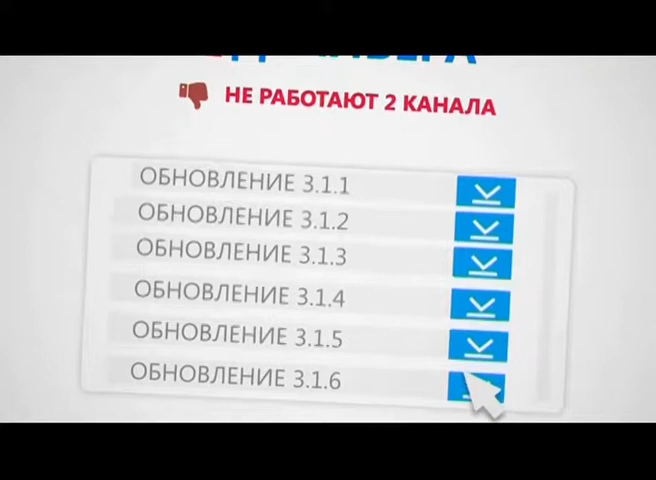 НЕ РАБОТАЮТ 2 КАНАЛА
ОБНОВЛЕНИЕ 3.1.1
ОБНОВЛЕНИЕ 3.1.2
ОБНОВЛЕНИЕ 3.1.3
ОБНОВЛЕНИЕ 3.1.4
ОБНОВЛЕНИЕ 3.1.5
ОБНОВЛЕНИЕ 3.1.6